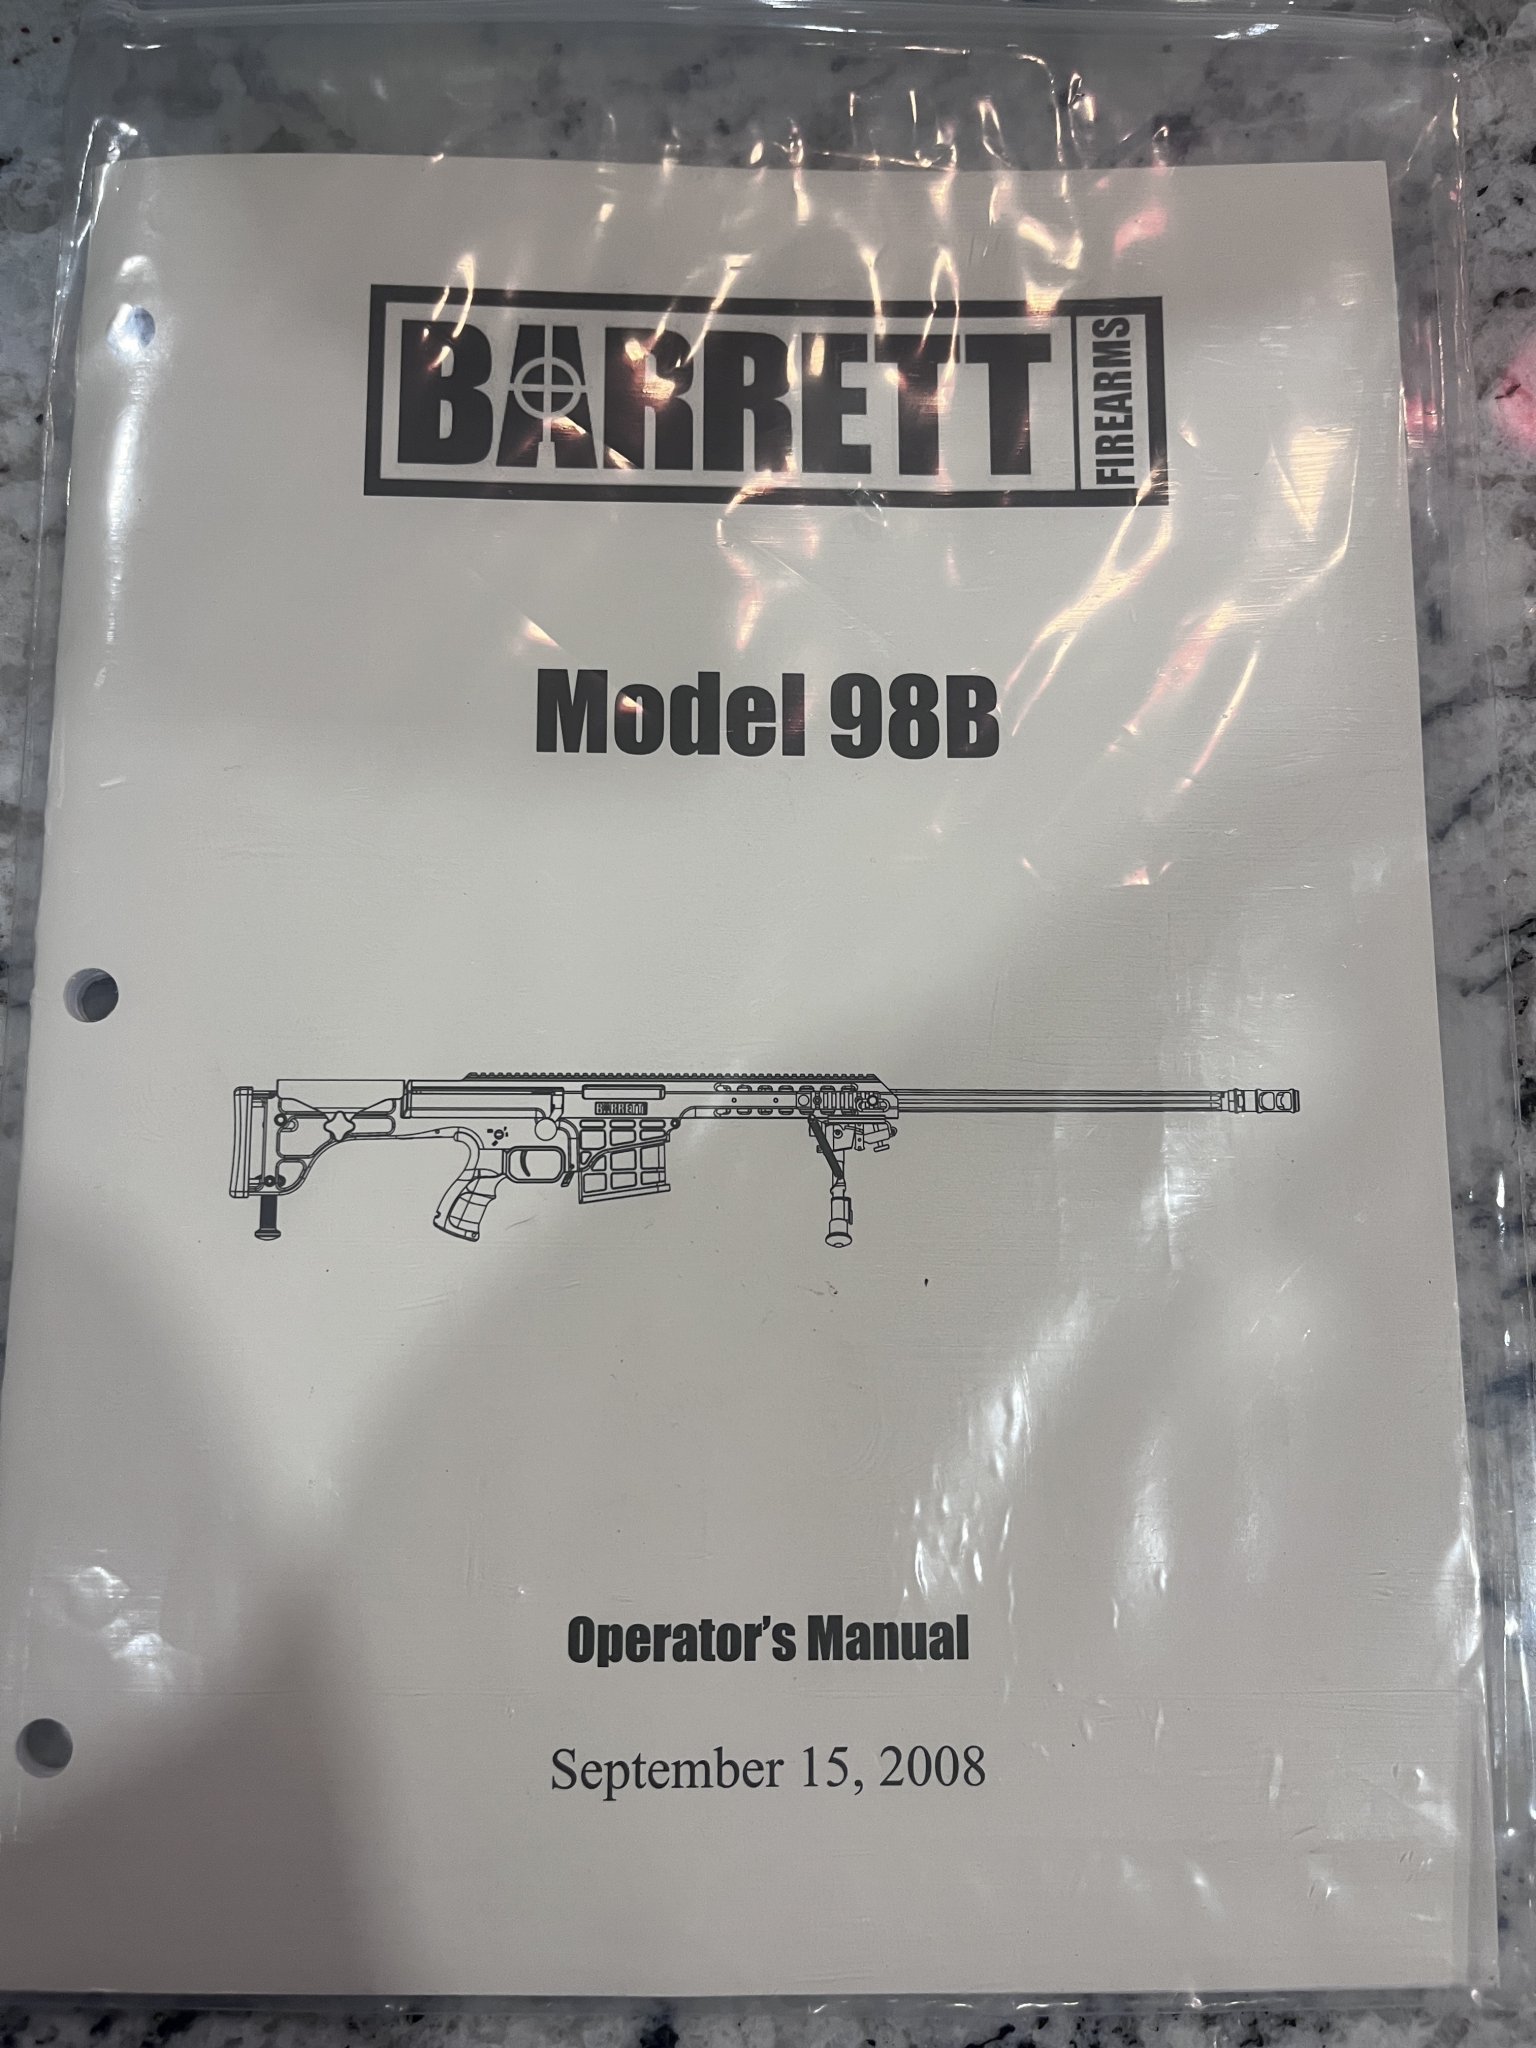 BARRETT
FIREARMS
Model 98B
BARRETT
Operator's Manual
September 15, 2008